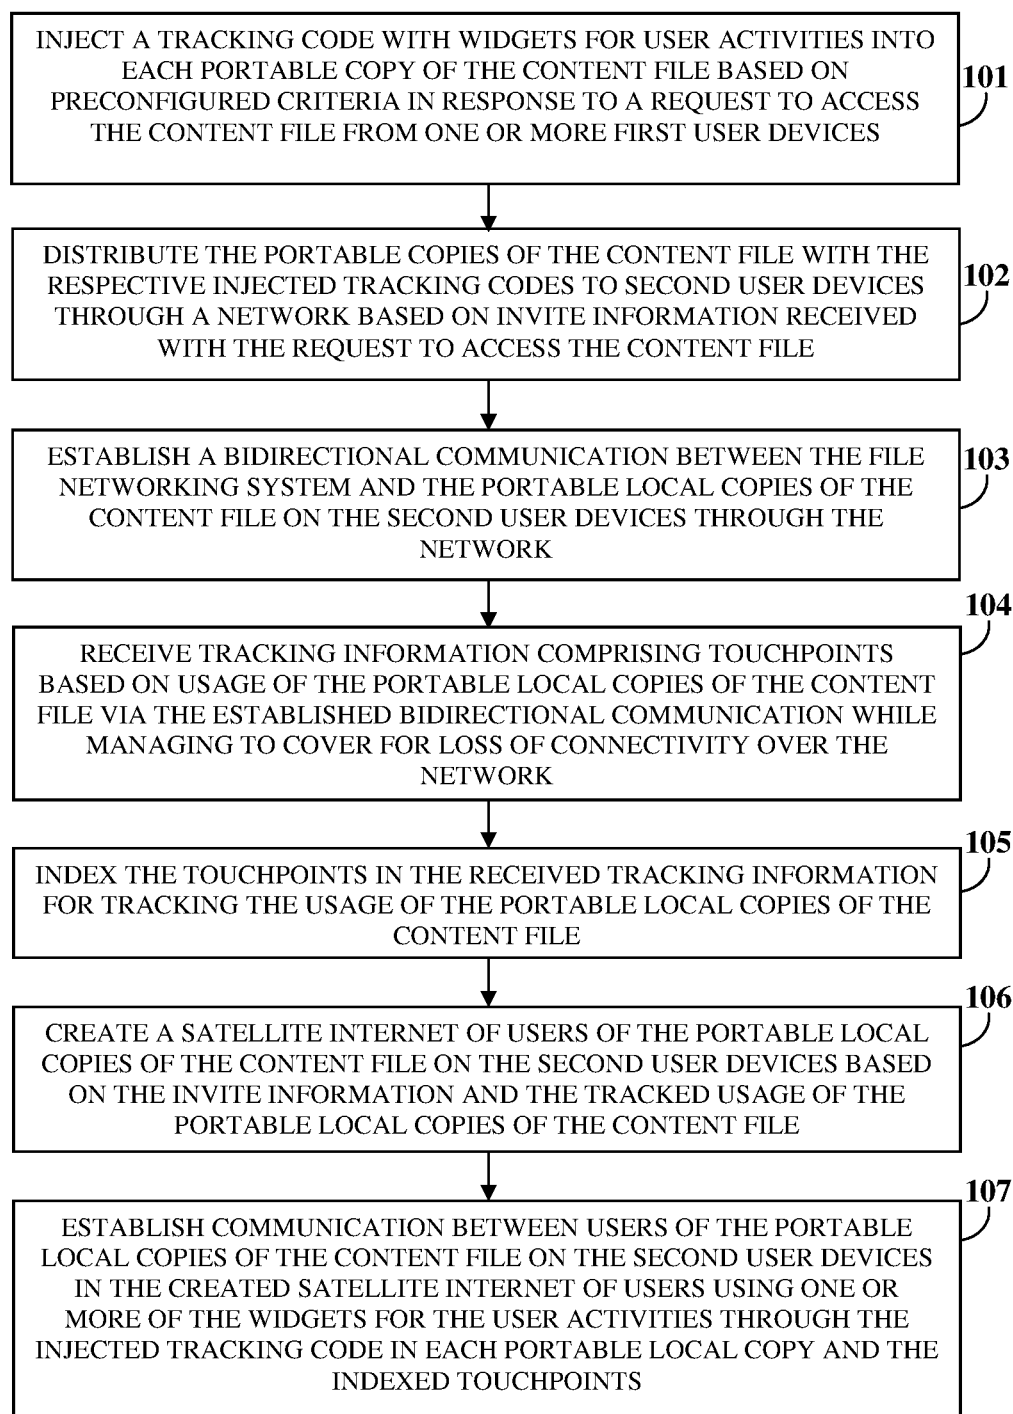 INJECT A TRACKING CODE WITH WIDGETS FOR USER ACTIVITIES INTO
EACH PORTABLE COPY OF THE CONTENT FILE BASED ON
PRECONFIGURED CRITERIA IN RESPONSE TO A REQUEST TO ACCESS
THE CONTENT FILE FROM ONE OR MORE FIRST USER DEVICES
101
DISTRIBUTE THE PORTABLE COPIES OF THE CONTENT FILE WITH THE
RESPECTIVE INJECTED TRACKING CODES TO SECOND USER DEVICES
THROUGH A NETWORK BASED ON INVITE INFORMATION RECEIVED
WITH THE REQUEST TO ACCESS THE CONTENT FILE
102
ESTABLISH A BIDIRECTIONAL COMMUNICATION BETWEEN THE FILE
NETWORKING SYSTEM AND THE PORTABLE LOCAL COPIES OF THE
CONTENT FILE ON THE SECOND USER DEVICES THROUGH THE
NETWORK
103
RECEIVE TRACKING INFORMATION COMPRISING TOUCHPOINTS
BASED ON USAGE OF THE PORTABLE LOCAL COPIES OF THE CONTENT
FILE VIA THE ESTABLISHED BIDIRECTIONAL COMMUNICATION WHILE
MANAGING TO COVER FOR LOSS OF CONNECTIVITY OVER THE
NETWORK
104
INDEX THE TOUCHPOINTS IN THE RECEIVED TRACKING INFORMATION
FOR TRACKING THE USAGE OF THE PORTABLE LOCAL COPIES OF THE
CONTENT FILE
105
CREATE A SATELLITE INTERNET OF USERS OF THE PORTABLE LOCAL
COPIES OF THE CONTENT FILE ON THE SECOND USER DEVICES BASED
ON THE INVITE INFORMATION AND THE TRACKED USAGE OF THE
PORTABLE LOCAL COPIES OF THE CONTENT FILE
106
ESTABLISH COMMUNICATION BETWEEN USERS OF THE PORTABLE
LOCAL COPIES OF THE CONTENT FILE ON THE SECOND USER DEVICES
IN THE CREATED SATELLITE INTERNET OF USERS USING ONE OR
MORE OF THE WIDGETS FOR THE USER ACTIVITIES THROUGH THE
INJECTED TRACKING CODE IN EACH PORTABLE LOCAL COPY AND THE
INDEXED TOUCHPOINTS
107